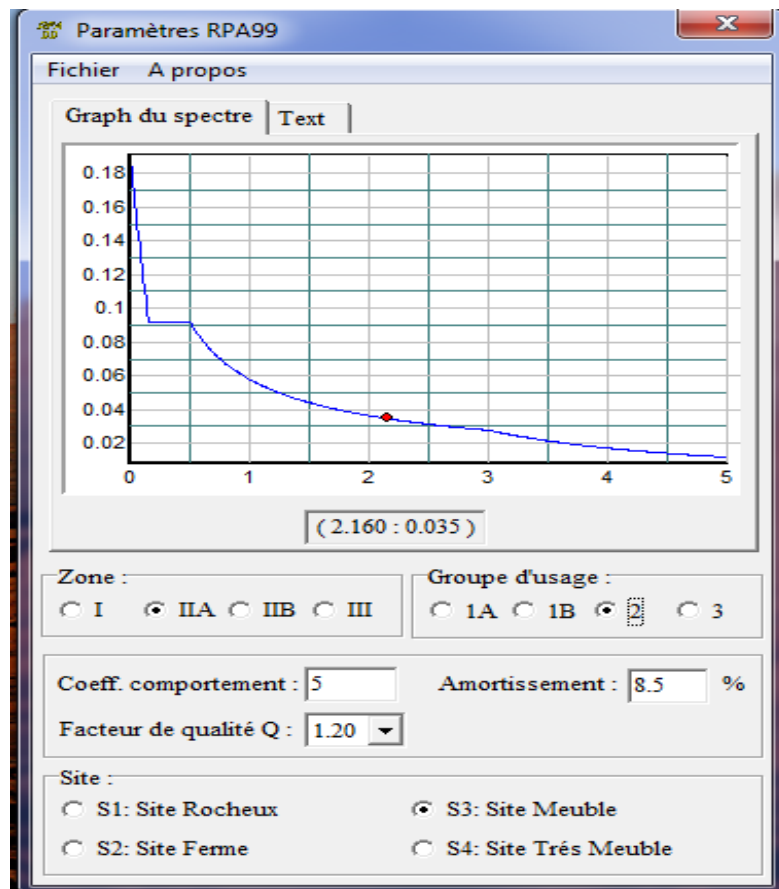 Paramètres RPA99
Fichier A propos
Graph du spectre Text
0.18
0.16
0.14
0.12
0.1
0.08
0.06
0.04
0.02
0 1 2 3 4 5
( 2.160 : 0.035 )
Zone :
I IIA IIB III
Groupe d'usage :
1A 1B 2 3
Coeff. comportement : 5 Amortissement : 8.5 %
Facteur de qualité Q : 1.20
Site :
S1: Site Rocheux S3: Site Meuble
S2: Site Ferme S4: Site Trés Meuble